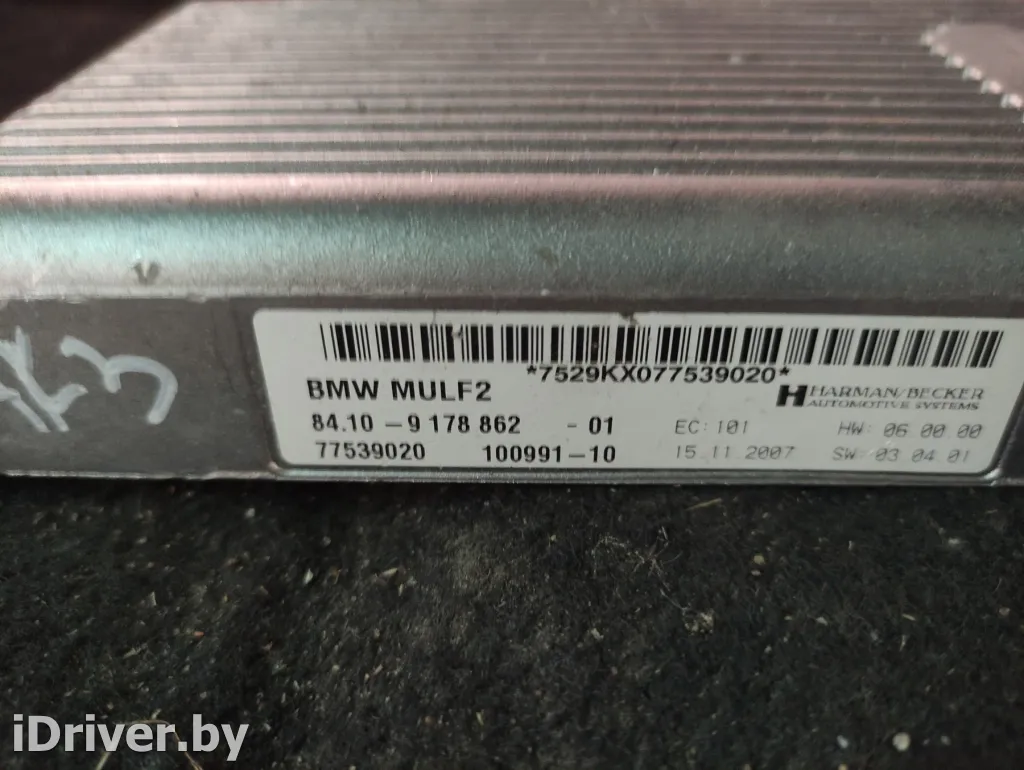 *7529KX077539020*
BMW MULF2
HARMAN/BECKER
AUTOMOTIVE SYSTEMS
84.10 - 9 178 862 - 01 EC: 101 HW: 06 00 00
77539020 100991-10 15 11 2007 SW: 03 04 01
iDriver.by